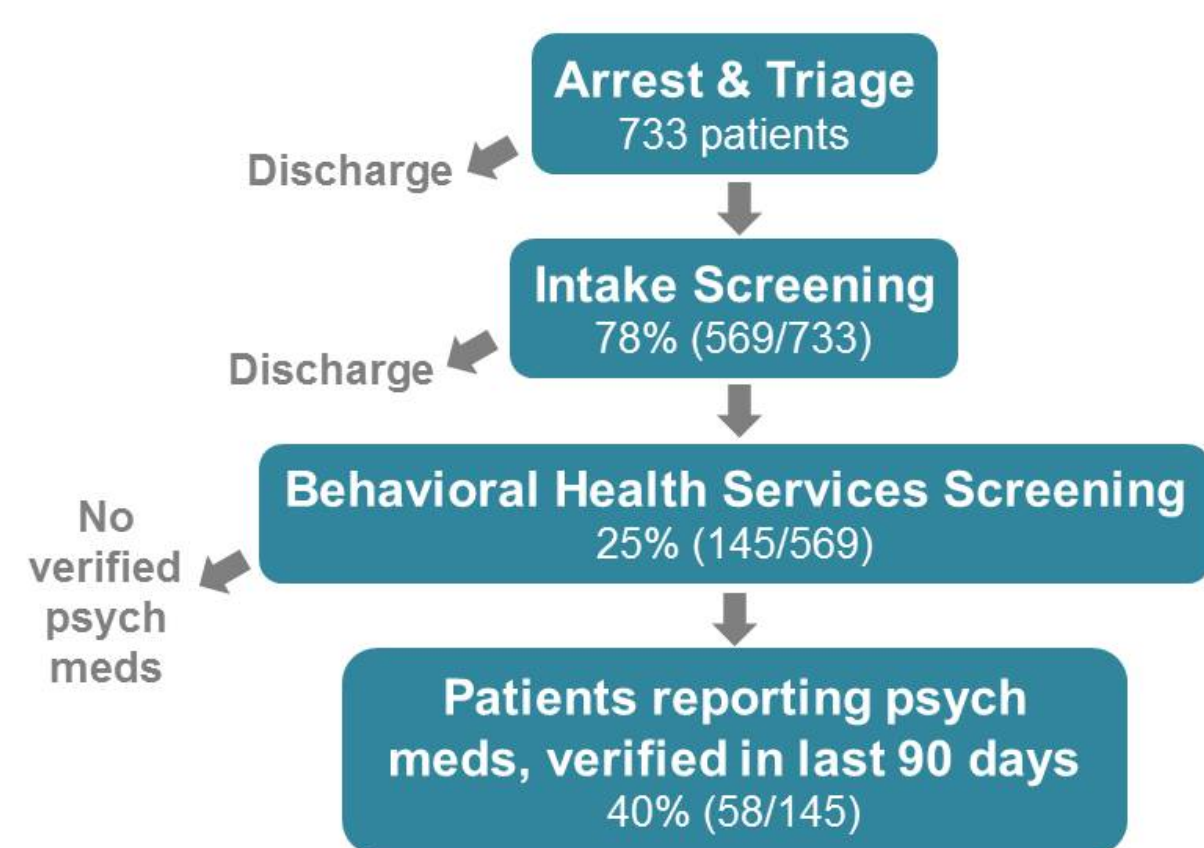 Arrest & Triage
733 patients
Discharge
Intake Screening
78% (569/733)
Discharge
Behavioral Health Services Screening
25% (145/569)
No
verified
psych
meds
Patients reporting psych
meds, verified in last 90 days
40% (58/145)